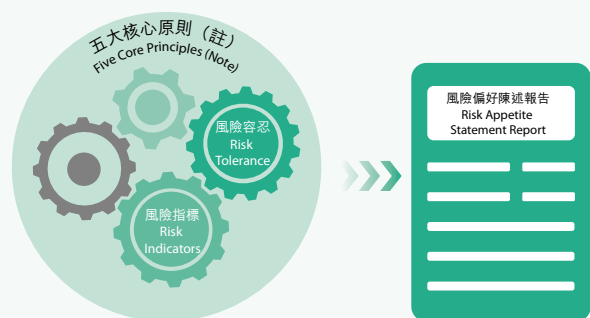 五大核心原則（註）
Five Core Principles (Note)
風險容忍
Risk
Tolerance
風險指標
Risk
Indicators
風險偏好陳述報告
Risk Appetite
Statement Report